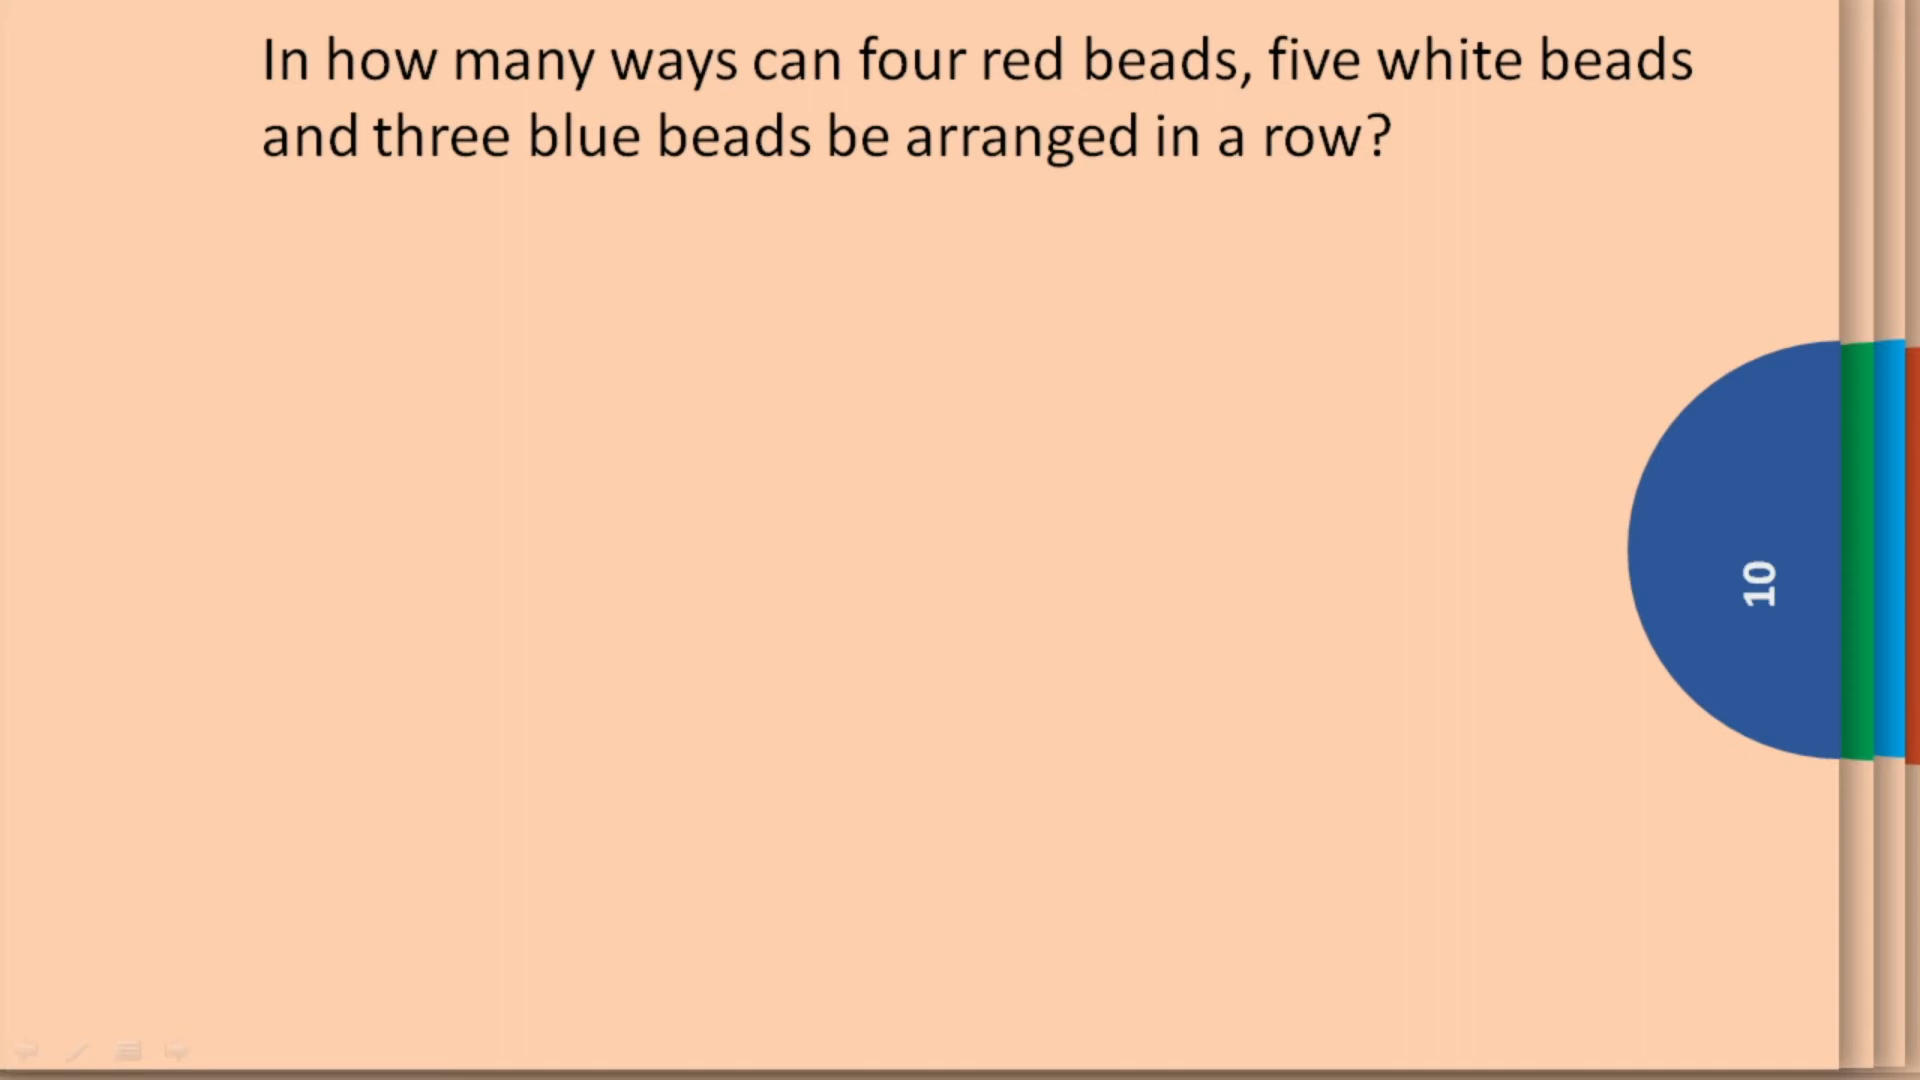 In how many ways can four red beads, five white beads
and three blue beads be arranged in a row?
10